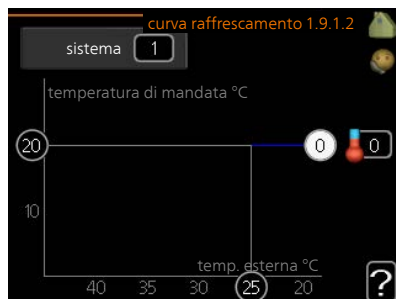 curva raffrescamento 1.9.1.2
sistema 1
temperatura di mandata °C
20 0 0
10
temp. esterna °C
40 35 30 25 20
?